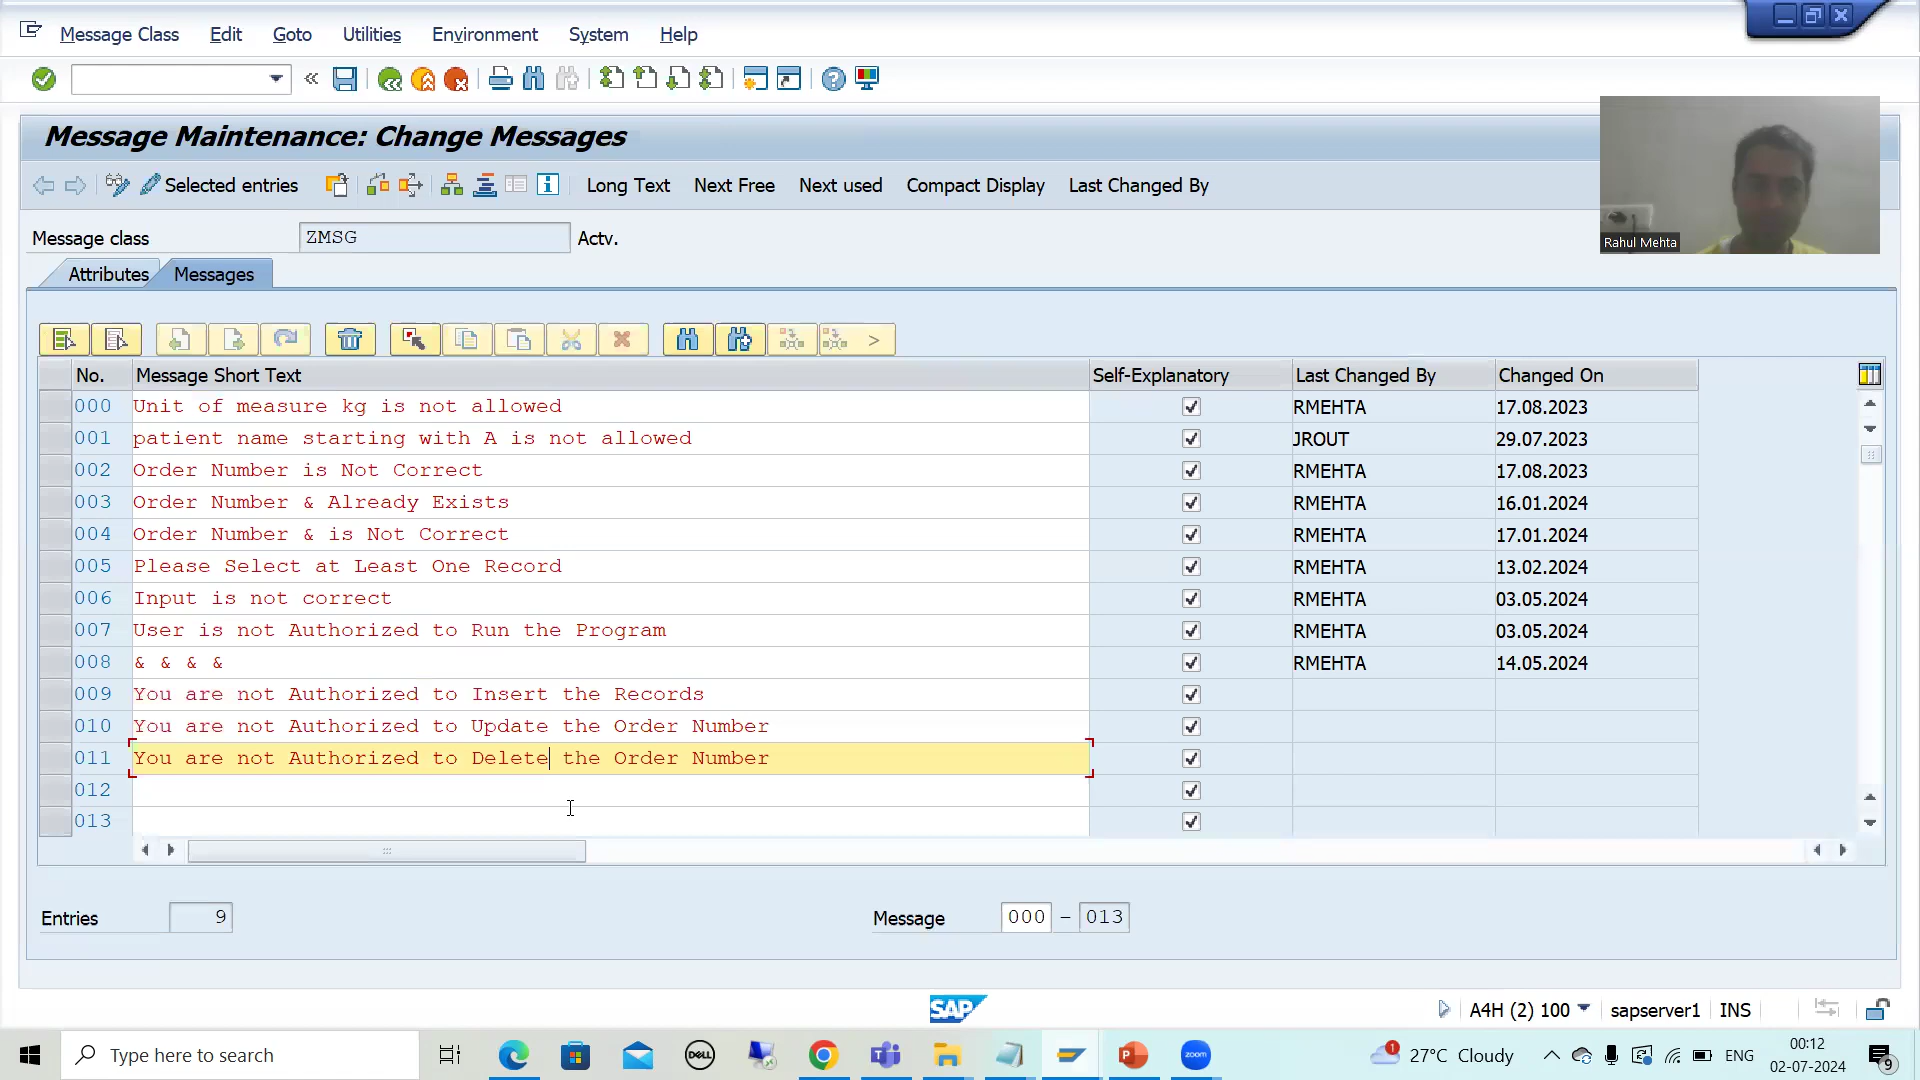 Message Class Edit Goto Utilities Environment System Help
Message Maintenance: Change Messages
Selected entries Long Text Next Free Next used Compact Display Last Changed By
Rahul Mehta
Message class ZMSG Actv.
Attributes Messages
No. Message Short Text Self-Explanatory Last Changed By Changed On
000 Unit of measure kg is not allowed RMEHTA 17.08.2023
001 patient name starting with A is not allowed JROUT 29.07.2023
002 Order Number is Not Correct RMEHTA 17.08.2023
003 Order Number & Already Exists RMEHTA 16.01.2024
004 Order Number & is Not Correct RMEHTA 17.01.2024
005 Please Select at Least One Record RMEHTA 13.02.2024
006 Input is not correct RMEHTA 03.05.2024
007 User is not Authorized to Run the Program RMEHTA 03.05.2024
008 & & & & RMEHTA 14.05.2024
009 You are not Authorized to Insert the Records
010 You are not Authorized to Update the Order Number
011 You are not Authorized to Delete the Order Number
012
013
Entries 9 Message 000 - 013
SAP A4H (2) 100 sapserver1 INS
Type here to search DELL zoom 1 27°C Cloudy ENG 00:12
02-07-2024 9